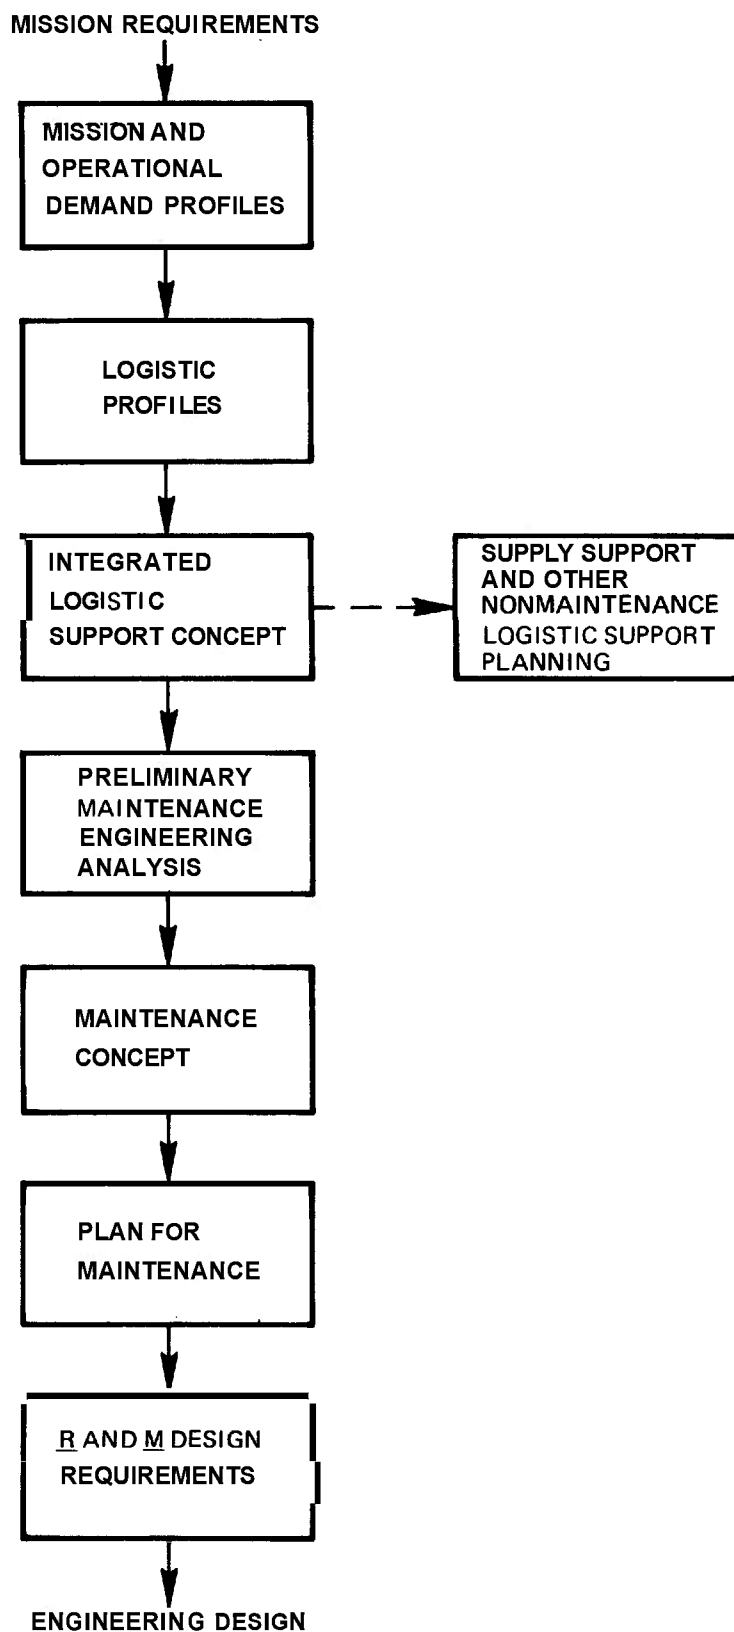 MISSION REQUIREMENTS
MISSION AND
OPERATIONAL
DEMAND PROFILES
LOGISTIC
PROFILES
INTEGRATED
LOGISTIC
SUPPORT CONCEPT
SUPPLY SUPPORT
AND OTHER
NONMAINTENANCE
LOGISTIC SUPPORT
PLANNING
PRELIMINARY
MAINTENANCE
ENGINEERING
ANALYSIS
MAINTENANCE
CONCEPT
PLAN FOR
MAINTENANCE
R AND M DESIGN
REQUIREMENTS
ENGINEERING DESIGN